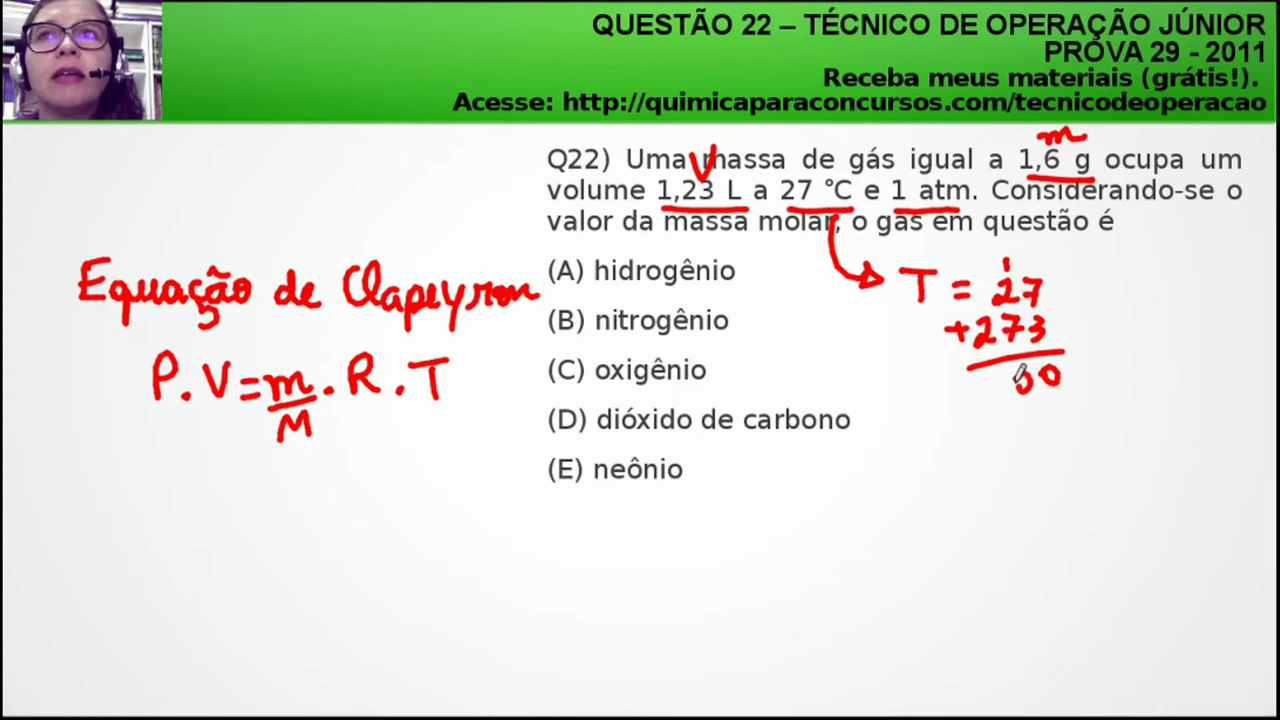 QUESTÃO 22 – TÉCNICO DE OPERAÇÃO JÚNIOR
PROVA 29 - 2011
Receba meus materiais (grátis!).
Acesse: http://quimicaparaconcursos.com/tecnicodeoperacao
m
V
Q22) Uma massa de gás igual a 1,6 g ocupa um
volume 1,23 L a 27 °C e 1 atm. Considerando-se o
valor da massa molar, o gás em questão é
(A) hidrogênio
(B) nitrogênio
(C) oxigênio
(D) dióxido de carbono
(E) neônio
Equação de Clapeyron
P.V=m/M.R.T
1
T = 27
+273
00